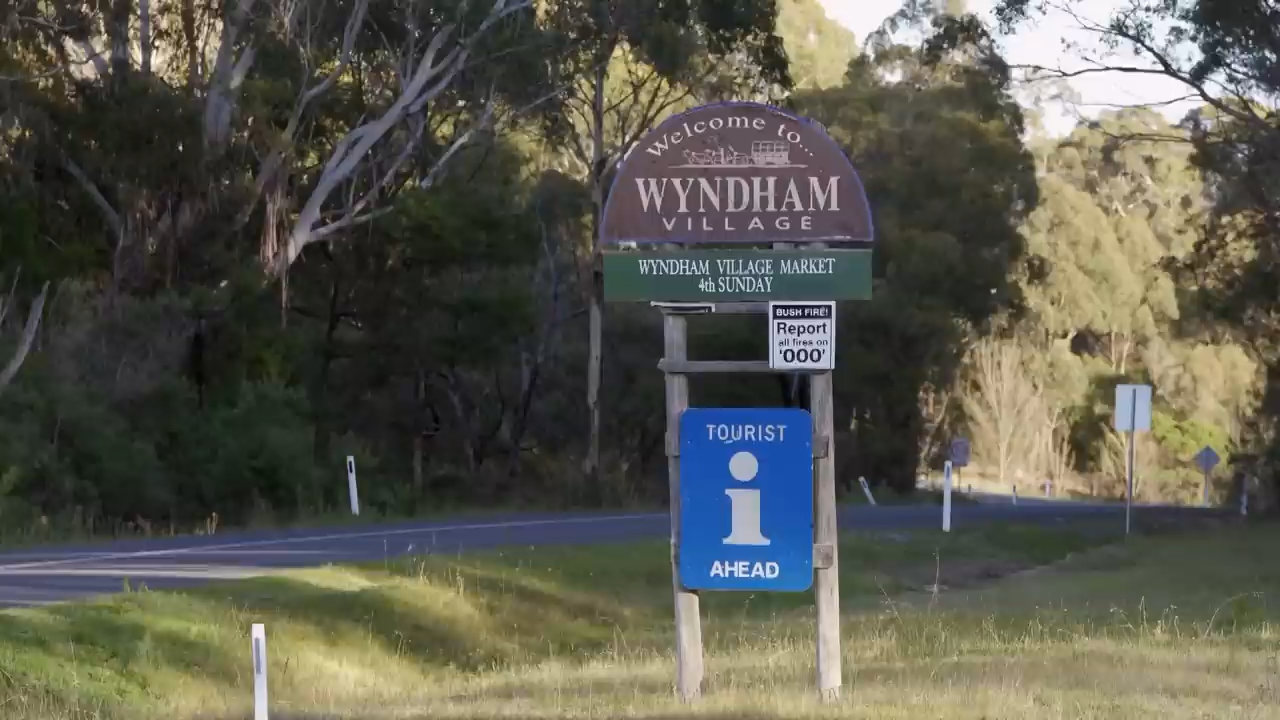 Welcome to...
WYNDHAM
VILLAGE
WYNDHAM VILLAGE MARKET
4th SUNDAY
BUSH FIRE!
Report
all fires on
'000'
TOURIST
i
AHEAD